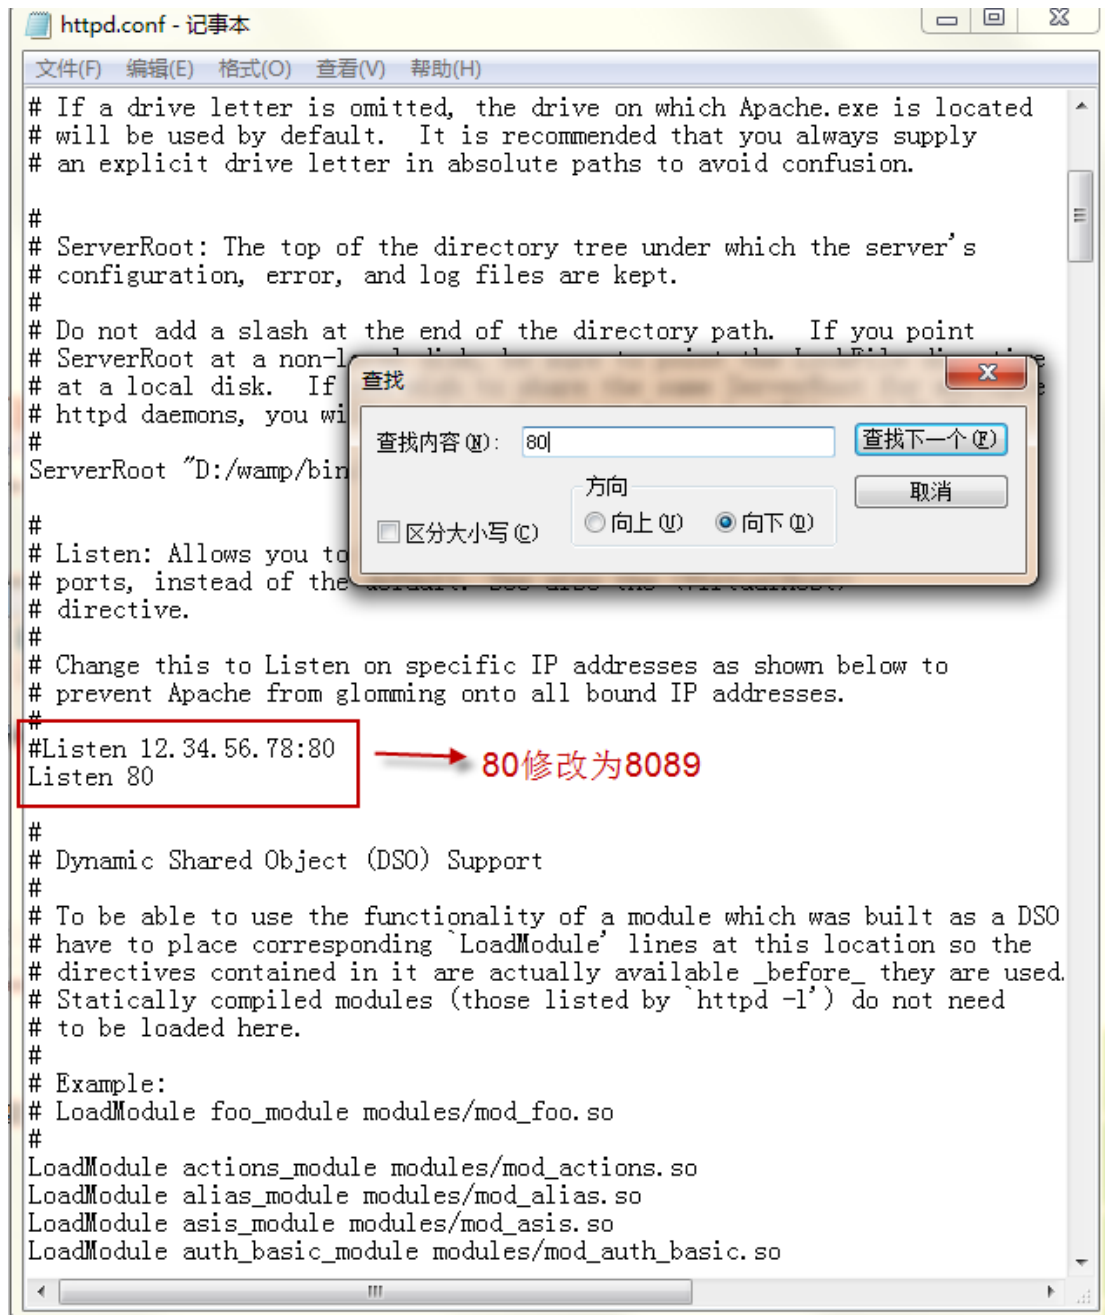 httpd.conf - 记事本
文件(F) 编辑(E) 格式(O) 查看(V) 帮助(H)
# If a drive letter is omitted, the drive on which Apache.exe is located
# will be used by default.  It is recommended that you always supply
# an explicit drive letter in absolute paths to avoid confusion.
#
# ServerRoot: The top of the directory tree under which the server's
# configuration, error, and log files are kept.
#
# Do not add a slash at the end of the directory path.  If you point
# ServerRoot at a non-l
# at a local disk.  If
# httpd daemons, you wi
#
ServerRoot "D:/wamp/bin
#
# Listen: Allows you to
# ports, instead of the
# directive.
#
# Change this to Listen on specific IP addresses as shown below to
# prevent Apache from glomming onto all bound IP addresses.
#
#Listen 12.34.56.78:80
Listen 80
80修改为8089
#
# Dynamic Shared Object (DSO) Support
#
# To be able to use the functionality of a module which was built as a DSO
# have to place corresponding `LoadModule' lines at this location so the
# directives contained in it are actually available _before_ they are used.
# Statically compiled modules (those listed by `httpd -l') do not need
# to be loaded here.
#
# Example:
# LoadModule foo_module modules/mod_foo.so
#
LoadModule actions_module modules/mod_actions.so
LoadModule alias_module modules/mod_alias.so
LoadModule asis_module modules/mod_asis.so
LoadModule auth_basic_module modules/mod_auth_basic.so
查找
查找内容(N): 80
查找下一个(F)
方向
取消
区分大小写(C)
向上(U) 向下(D)